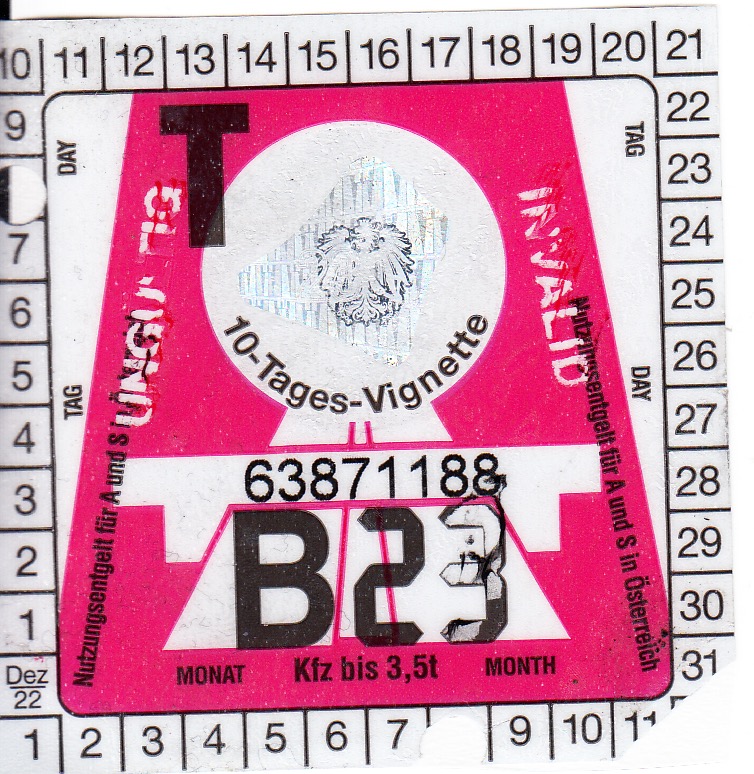 10 11 12 13 14 15 16 17 18 19 20 21
9 T 22
DAY TAG
23
7 UNGÜLTIG INVALID 24
6 25
10-Tages-Vignette
5 26
TAG DAY
4 27
63871188
3 28
Nutzungsentgelt für A und S in Österreich
Nutzungsentgelt für A und S in Österreich
2 B23 29
1 30
MONAT Kfz bis 3,5t MONTH
Dez
22
31
1 2 3 4 5 6 7 9 10 11